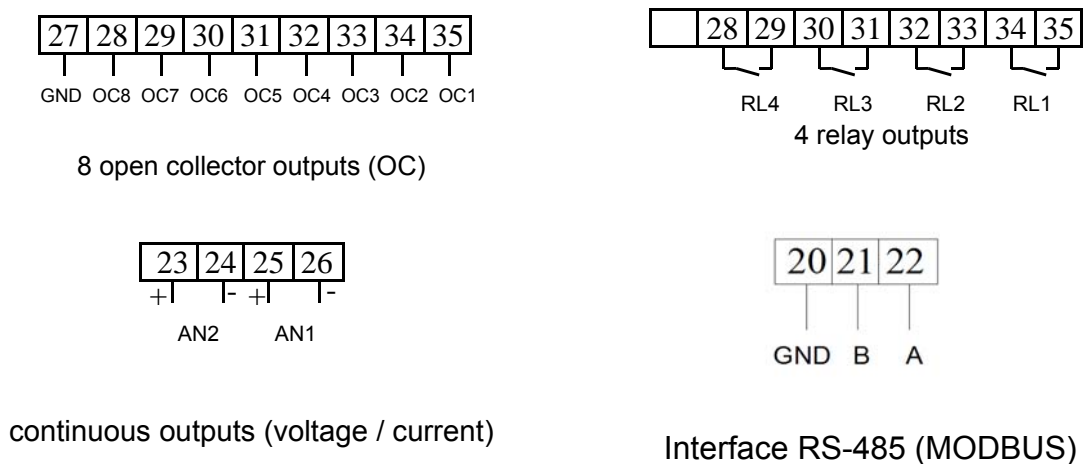 27 28 29 30 31 32 33 34 35
GND OC8 OC7 OC6 OC5 OC4 OC3 OC2 OC1
8 open collector outputs (OC)
28 29 30 31 32 33 34 35
RL4 RL3 RL2 RL1
4 relay outputs
23 24 25 26
+ - + -
AN2 AN1
continuous outputs (voltage / current)
20 21 22
GND B A
Interface RS-485 (MODBUS)